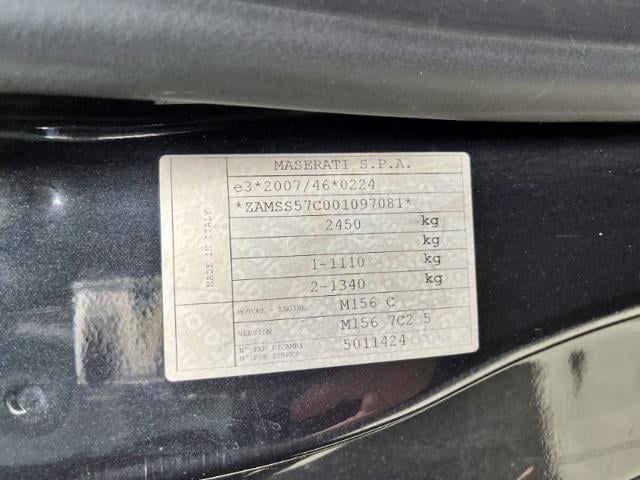 MASERATI S.P.A.
e3*2007/46*0224
*ZAMSS57C001097081*
2450 kg
kg
1-1110 kg
2-1340 kg
MOTORE - ENGINE M156 C
VERSION M156 7C2 5
N° PER RICAMBI
N° FOR SPARES 5011424
MADE IN ITALY